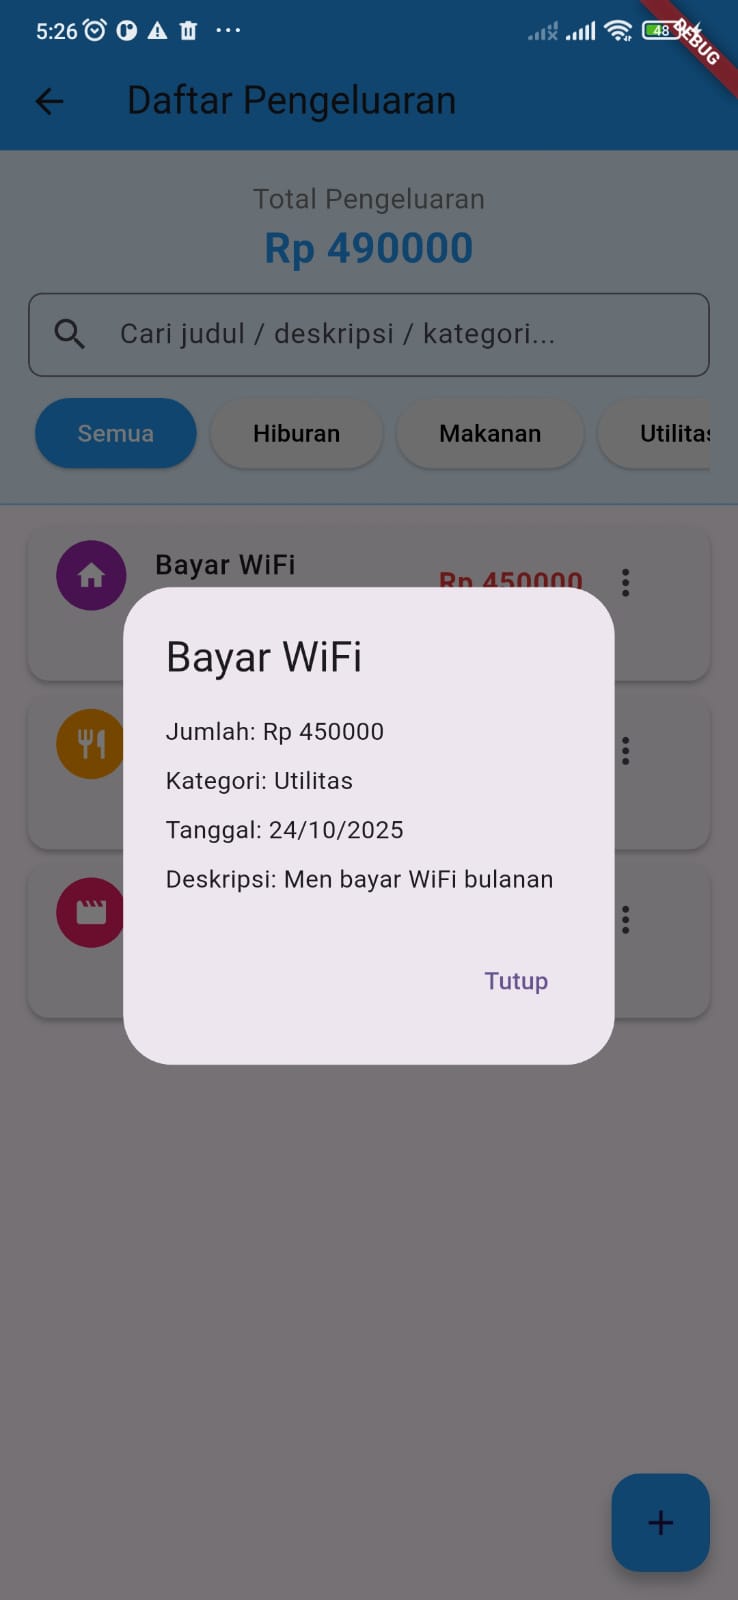 5:26
48
DEBUG
Daftar Pengeluaran
Total Pengeluaran
Rp 490000
Cari judul / deskripsi / kategori...
Semua
Hiburan
Makanan
Utilitas
Bayar WiFi
Rp 450000
Bayar WiFi
Jumlah: Rp 450000
Kategori: Utilitas
Tanggal: 24/10/2025
Deskripsi: Men bayar WiFi bulanan
Tutup